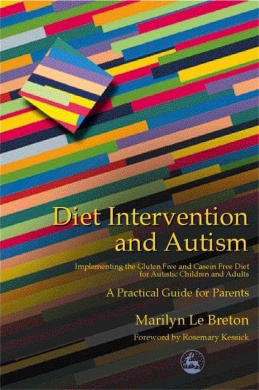 Diet Intervention
and Autism
Implementing the Gluten Free and Casein Free Diet
for Autistic Children and Adults
A Practical Guide for Parents
Marilyn Le Breton
Foreword by Rosemary Kessick